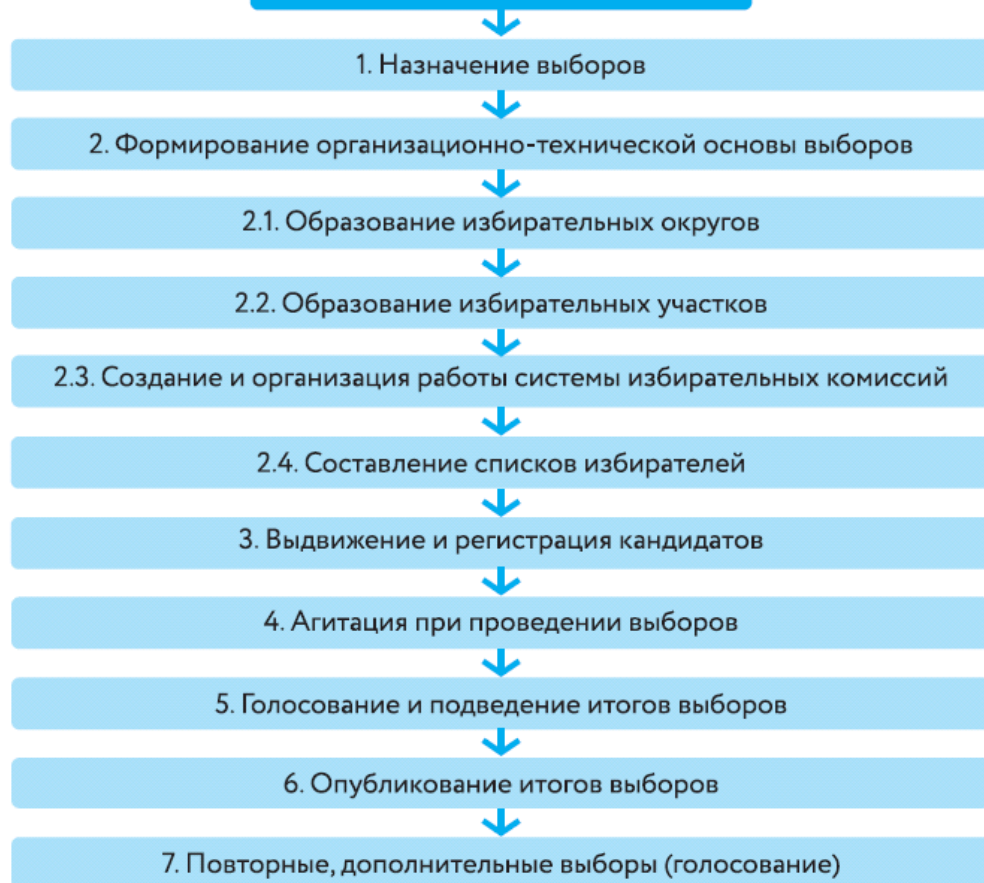 1. Назначение выборов
2. Формирование организационно-технической основы выборов
2.1. Образование избирательных округов
2.2. Образование избирательных участков
2.3. Создание и организация работы системы избирательных комиссий
2.4. Составление списков избирателей
3. Выдвижение и регистрация кандидатов
4. Агитация при проведении выборов
5. Голосование и подведение итогов выборов
6. Опубликование итогов выборов
7. Повторные, дополнительные выборы (голосование)